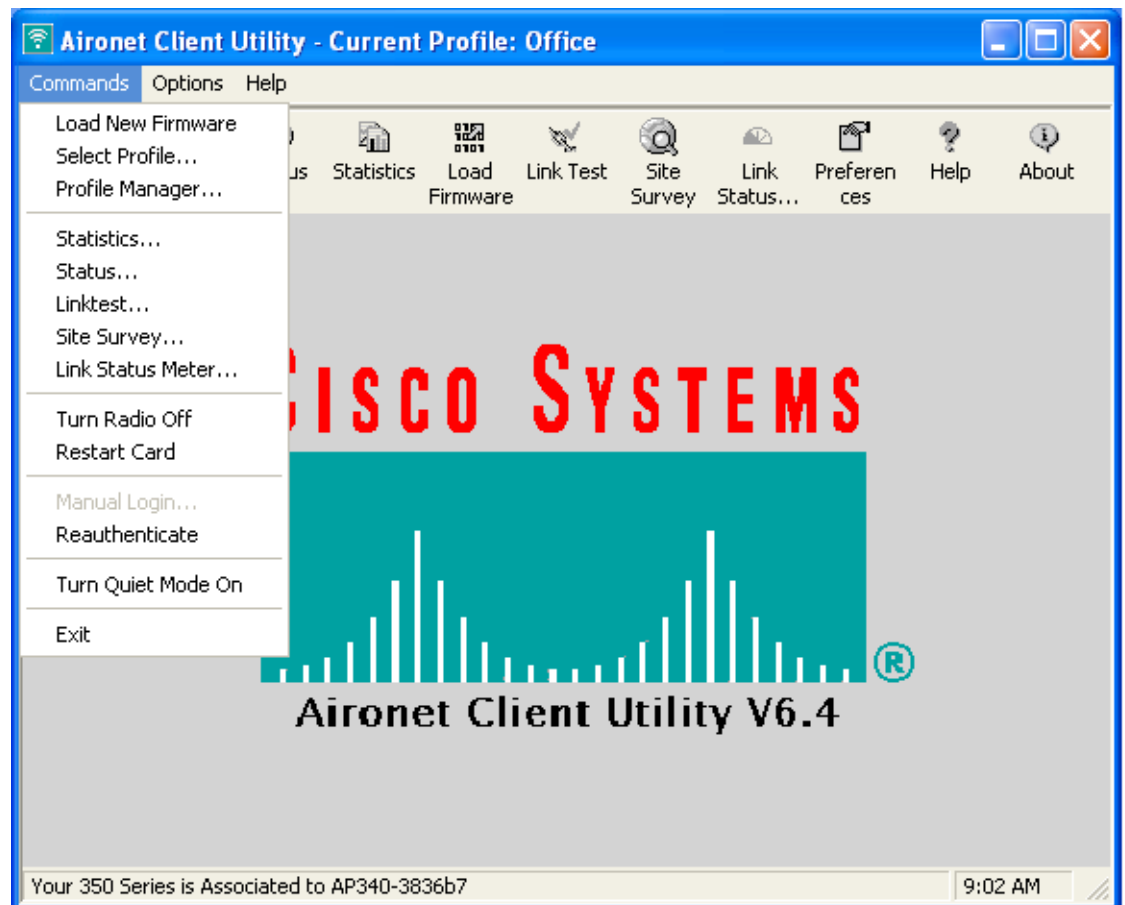 Aironet Client Utility - Current Profile: Office
Commands Options Help
Load New Firmware
Select Profile...
Profile Manager...
Statistics...
Status...
Linktest...
Site Survey...
Link Status Meter...
Turn Radio Off
Restart Card
Manual Login...
Reauthenticate
Turn Quiet Mode On
Exit
Statistics
Load
Firmware
Link Test
Site
Survey
Link
Status...
Preferen
ces
Help
About
SYSTEMS
®
Aironet Client Utility V6.4
Your 350 Series is Associated to AP340-3836b7
9:02 AM